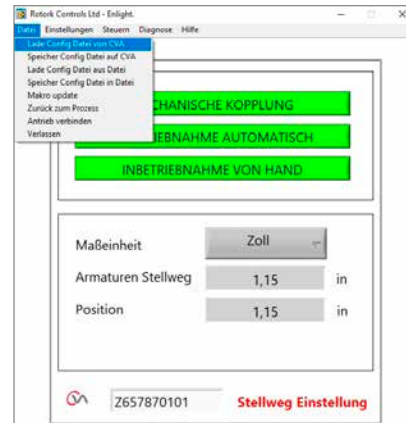 Rotork Controls Ltd - Enlight.
Datei Einstellungen Steuern Diagnose Hilfe
Lade Config Datei von CVA
Speicher Config Datei auf CVA
Lade Config Datei aus Datei
Speicher Config Datei in Datei
Makro update
Zurück zum Prozess
Antrieb verbinden
Verlassen
CHANISCHE KOPPLUNG
IEBNAHME AUTOMATISCH
INBETRIEBNAHME VON HAND
Maßeinheit Zoll
Armaturen Stellweg 1,15 in
Position 1,15 in
Z657870101 Stellweg Einstellung